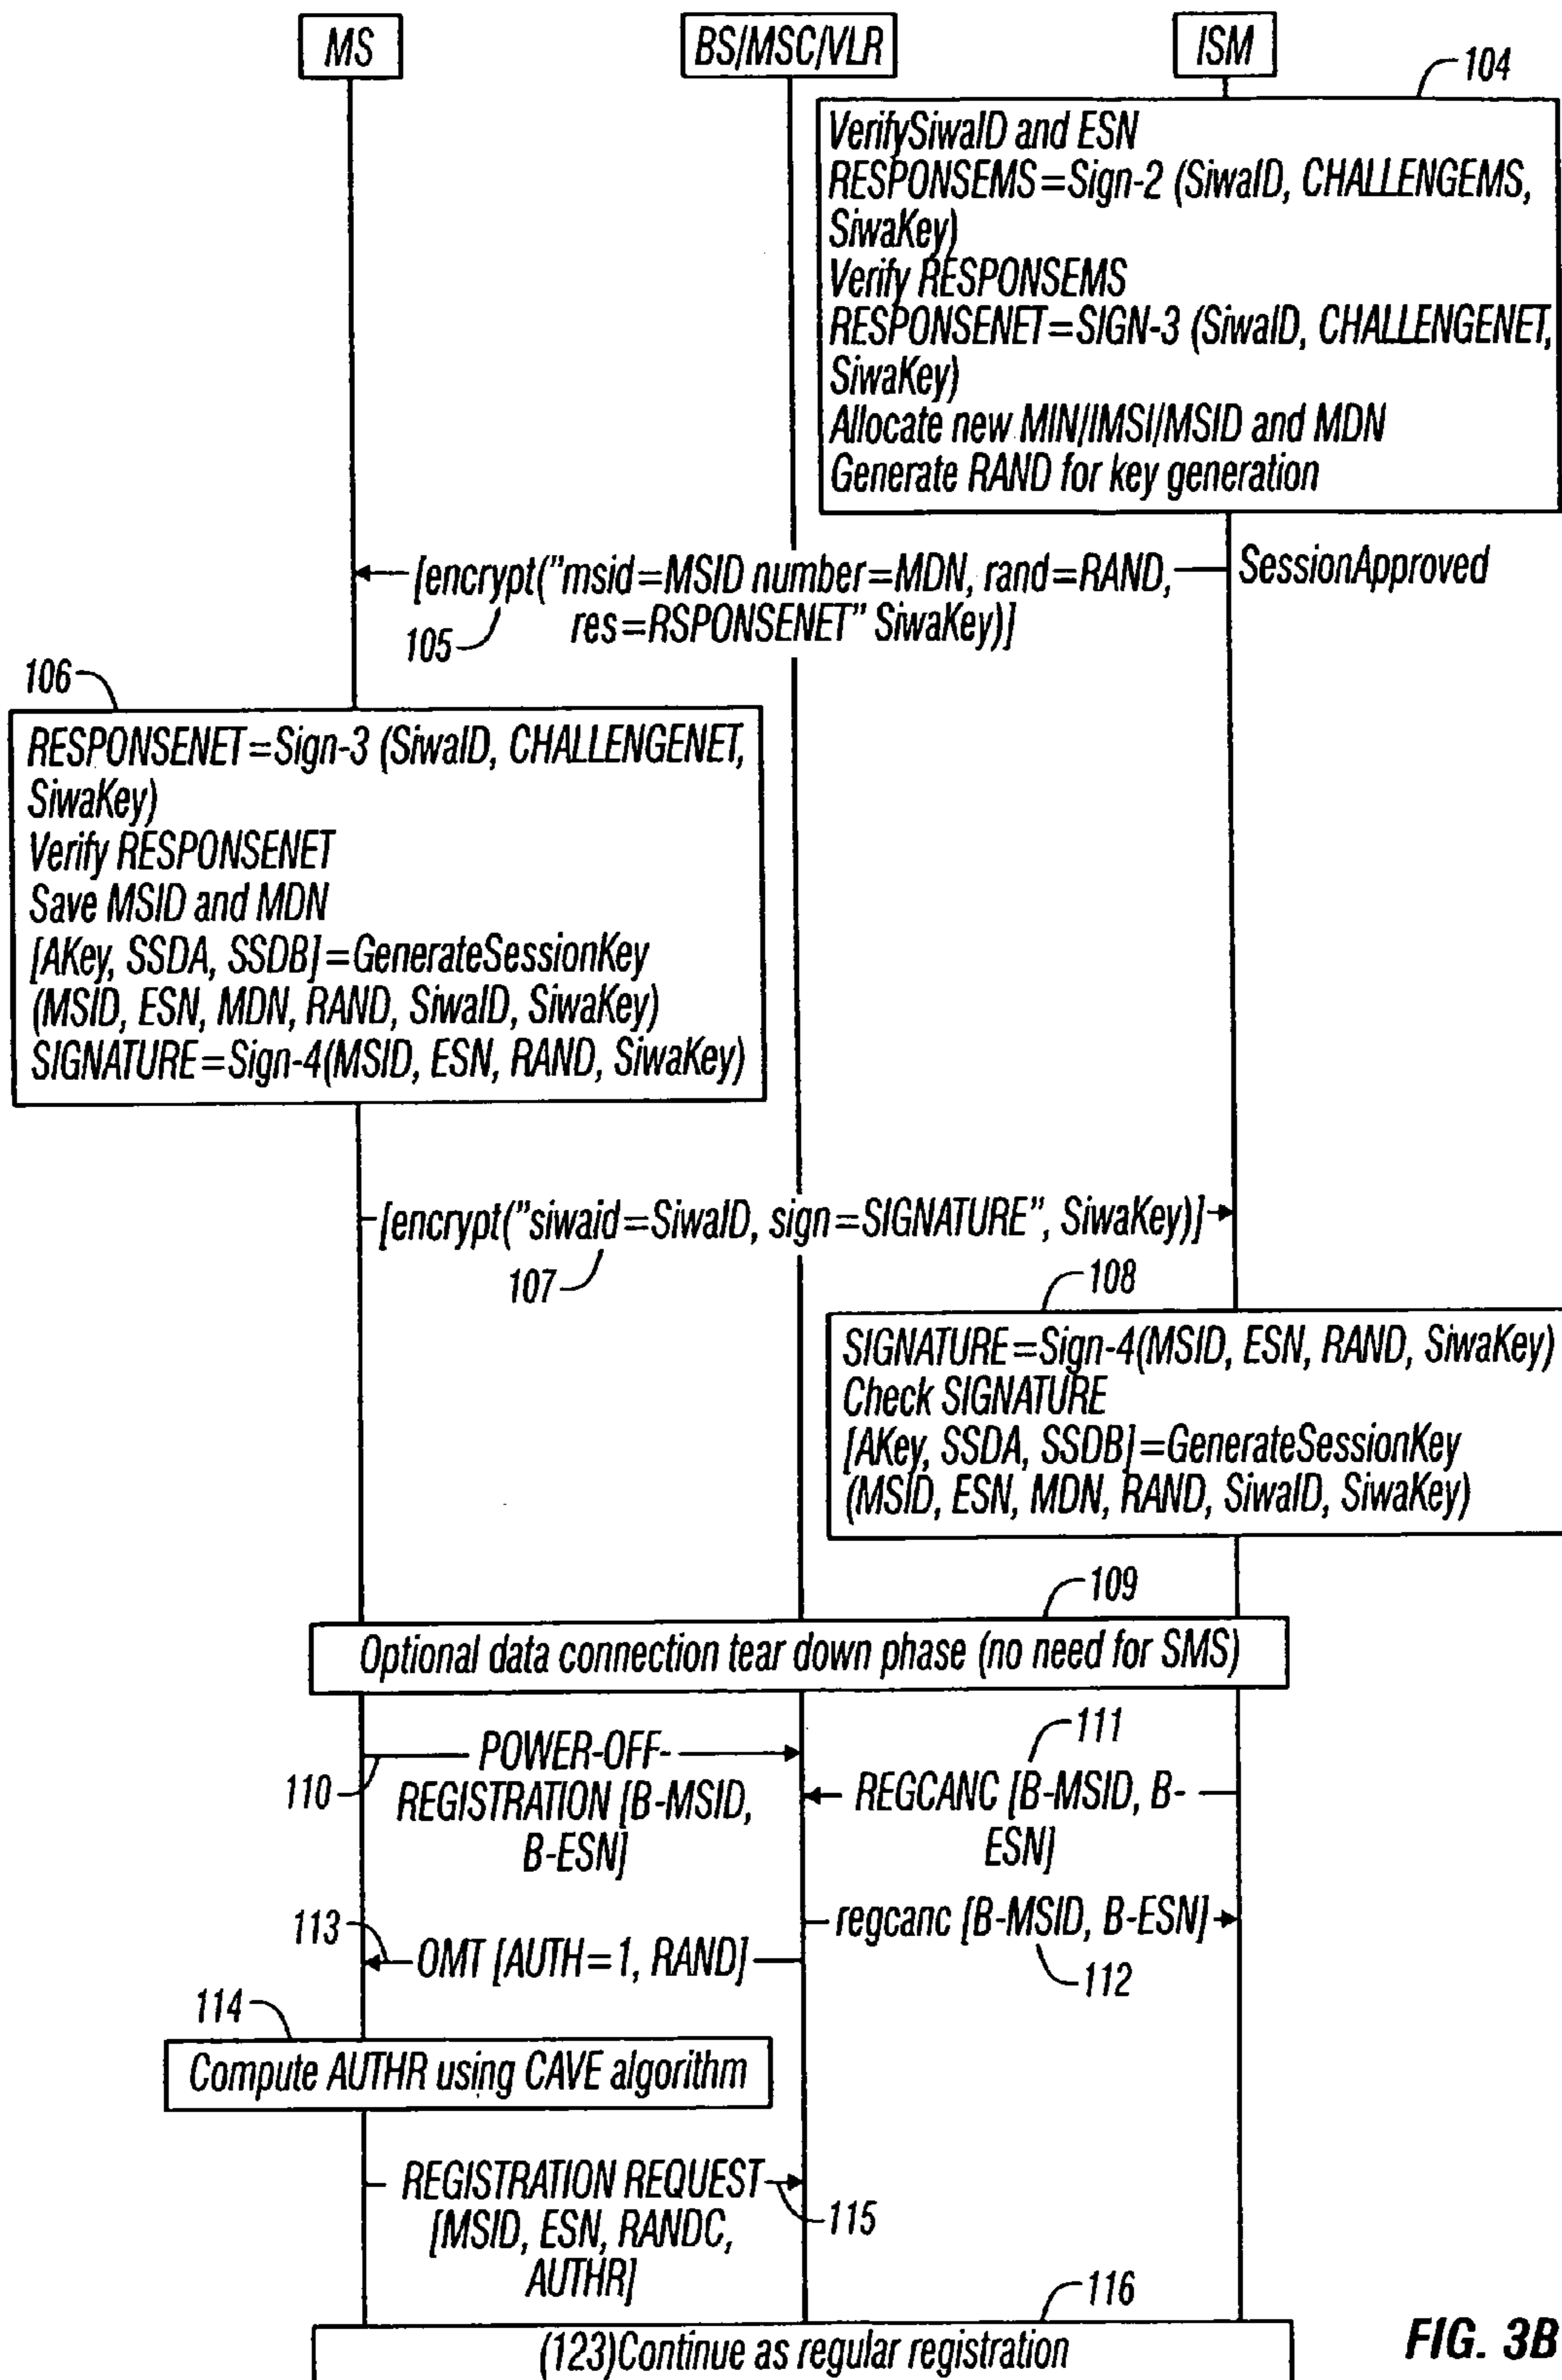 MS
BS/MSC/VLR
ISM
104
VerifySiwaID and ESN
RESPONSEMS=Sign-2 (SiwaID, CHALLENGEMS,
SiwaKey)
Verify RESPONSEMS
RESPONSENET=SIGN-3 (SiwaID, CHALLENGENET,
SiwaKey)
Allocate new MIN/IMSI/MSID and MDN
Generate RAND for key generation
[encrypt("msid=MSID number=MDN, rand=RAND,
res=RSPONSENET" SiwaKey)]
SessionApproved
105
106
RESPONSENET=Sign-3 (SiwaID, CHALLENGENET,
SiwaKey)
Verify RESPONSENET
Save MSID and MDN
[AKey, SSDA, SSDB]=GenerateSessionKey
(MSID, ESN, MDN, RAND, SiwaID, SiwaKey)
SIGNATURE=Sign-4(MSID, ESN, RAND, SiwaKey)
[encrypt("siwaid=SiwaID, sign=SIGNATURE", SiwaKey)]
107
108
SIGNATURE=Sign-4(MSID, ESN, RAND, SiwaKey)
Check SIGNATURE
[AKey, SSDA, SSDB]=GenerateSessionKey
(MSID, ESN, MDN, RAND, SiwaID, SiwaKey)
109
Optional data connection tear down phase (no need for SMS)
110
POWER-OFF-
REGISTRATION [B-MSID,
B-ESN]
111
REGCANC [B-MSID, B-
ESN]
regcanc [B-MSID, B-ESN]
112
113
OMT [AUTH=1, RAND]
114
Compute AUTHR using CAVE algorithm
REGISTRATION REQUEST
[MSID, ESN, RANDC,
AUTHR]
115
116
(123)Continue as regular registration
FIG. 3B